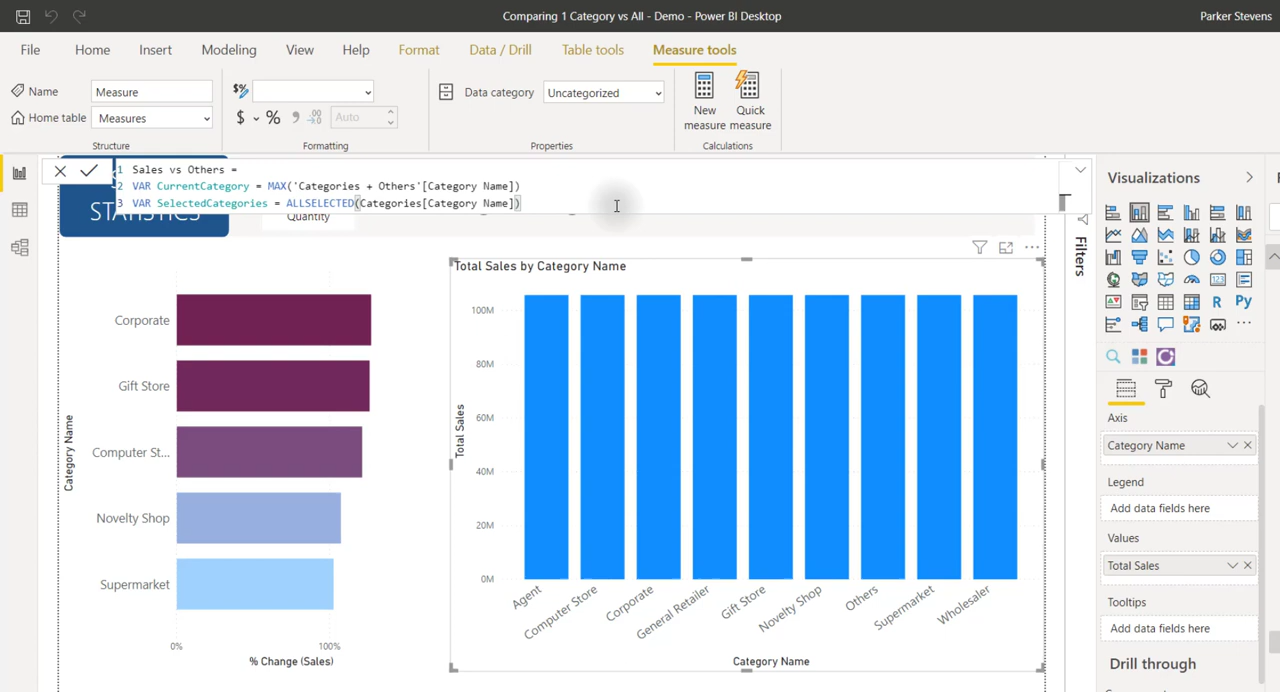 Comparing 1 Category vs All - Demo - Power BI Desktop
Parker Stevens
File Home Insert Modeling View Help Format Data / Drill Table tools Measure tools
Name Measure
Home table Measures
Structure
$ % Auto
Formatting
Data category Uncategorized
Properties
New measure
Quick measure
Calculations
1 Sales vs Others =
2 VAR CurrentCategory = MAX('Categories + Others'[Category Name])
3 VAR SelectedCategories = ALLSELECTED(Categories[Category Name])
STATISTICS
Quantity
Category Name
Corporate
Gift Store
Computer St...
Novelty Shop
Supermarket
0% 100%
% Change (Sales)
Total Sales by Category Name
Total Sales
100M
80M
60M
40M
20M
0M
Agent
Computer Store
Corporate
General Retailer
Gift Store
Novelty Shop
Others
Supermarket
Wholesaler
Category Name
Filters
Visualizations
R Py
123
Axis
Category Name
Legend
Add data fields here
Values
Total Sales
Tooltips
Add data fields here
Drill through